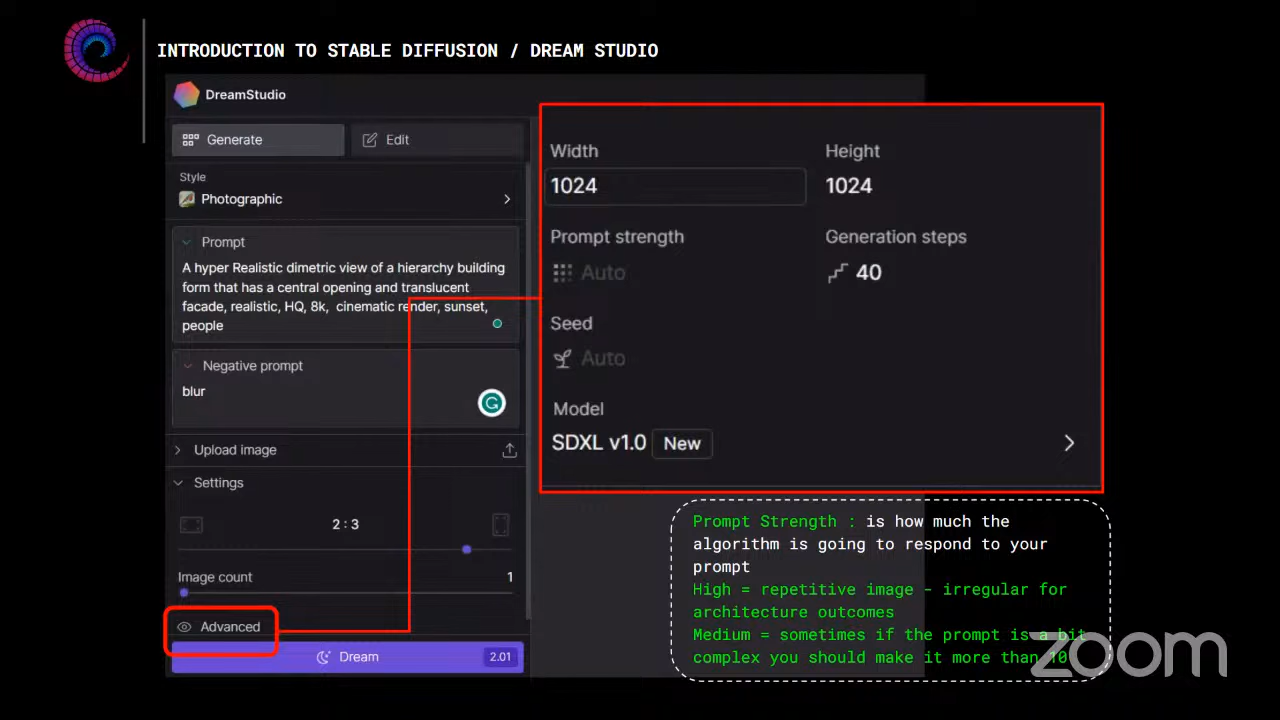 INTRODUCTION TO STABLE DIFFUSION / DREAM STUDIO
DreamStudio
Generate
Edit
Style
Photographic
Prompt
A hyper Realistic dimetric view of a hierarchy building
form that has a central opening and translucent
facade, realistic, HQ, 8k,  cinematic render, sunset,
people
Negative prompt
blur
Upload image
Settings
2 : 3
Image count
1
Advanced
Dream
2.01
Width
Height
1024
1024
Prompt strength
Generation steps
Auto
40
Seed
Auto
Model
SDXL v1.0
New
Prompt Strength : is how much the
algorithm is going to respond to your
prompt
High = repetitive image - irregular for
architecture outcomes
Medium = sometimes if the prompt is a bit
complex you should make it more than 10
zoom